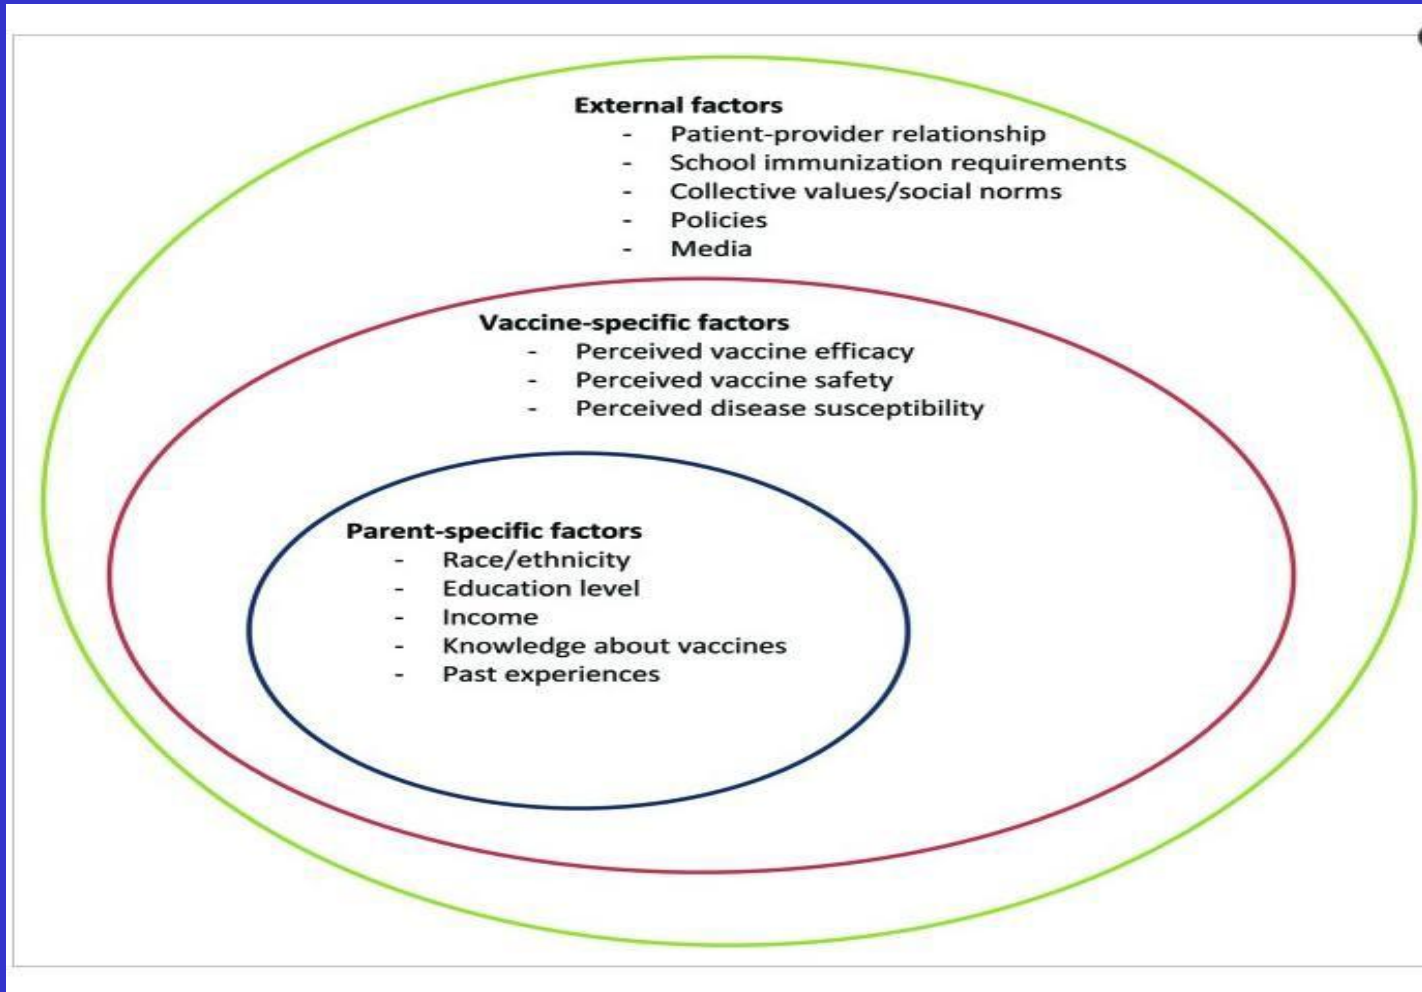 External factors
- Patient-provider relationship
- School immunization requirements
- Collective values/social norms
- Policies
- Media
Vaccine-specific factors
- Perceived vaccine efficacy
- Perceived vaccine safety
- Perceived disease susceptibility
Parent-specific factors
- Race/ethnicity
- Education level
- Income
- Knowledge about vaccines
- Past experiences